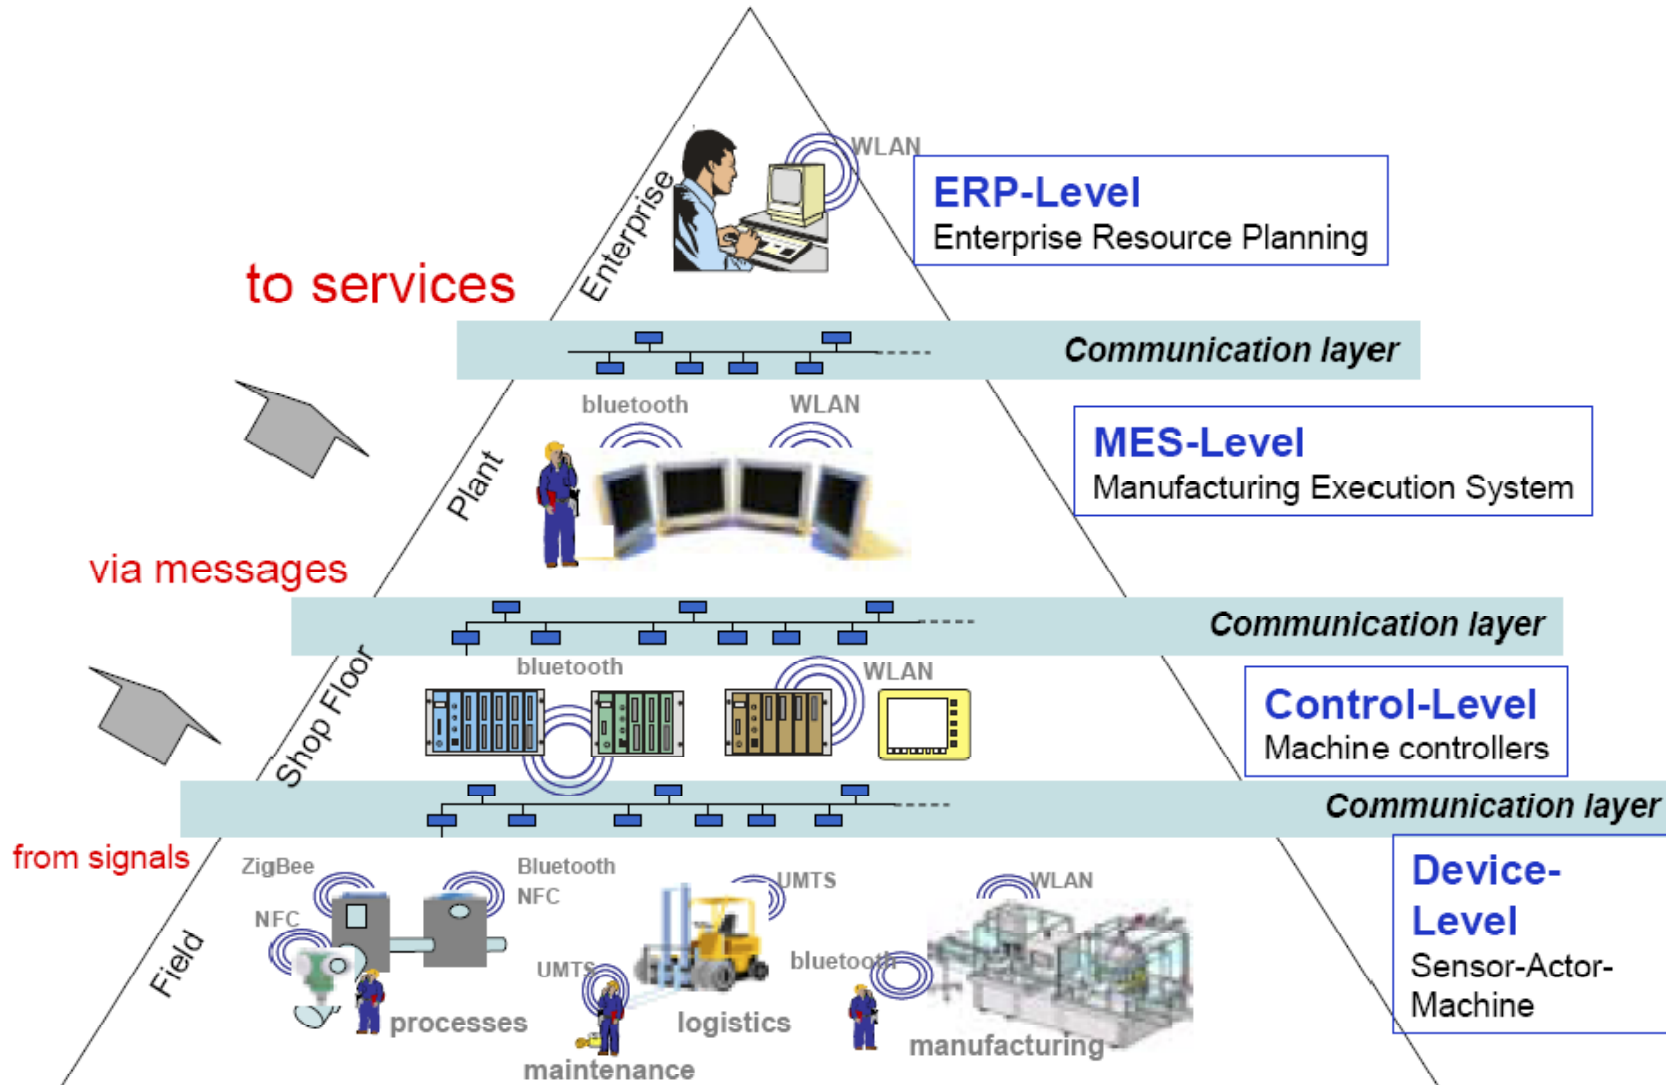 WLAN
ERP-Level
Enterprise Resource Planning
Enterprise
to services
Communication layer
bluetooth
WLAN
MES-Level
Manufacturing Execution System
Plant
via messages
Communication layer
bluetooth
WLAN
Control-Level
Machine controllers
Shop Floor
Communication layer
from signals
ZigBee
Bluetooth
NFC
NFC
UMTS
WLAN
Device-
Level
Sensor-Actor-
Machine
Field
UMTS
bluetooth
processes
logistics
manufacturing
maintenance